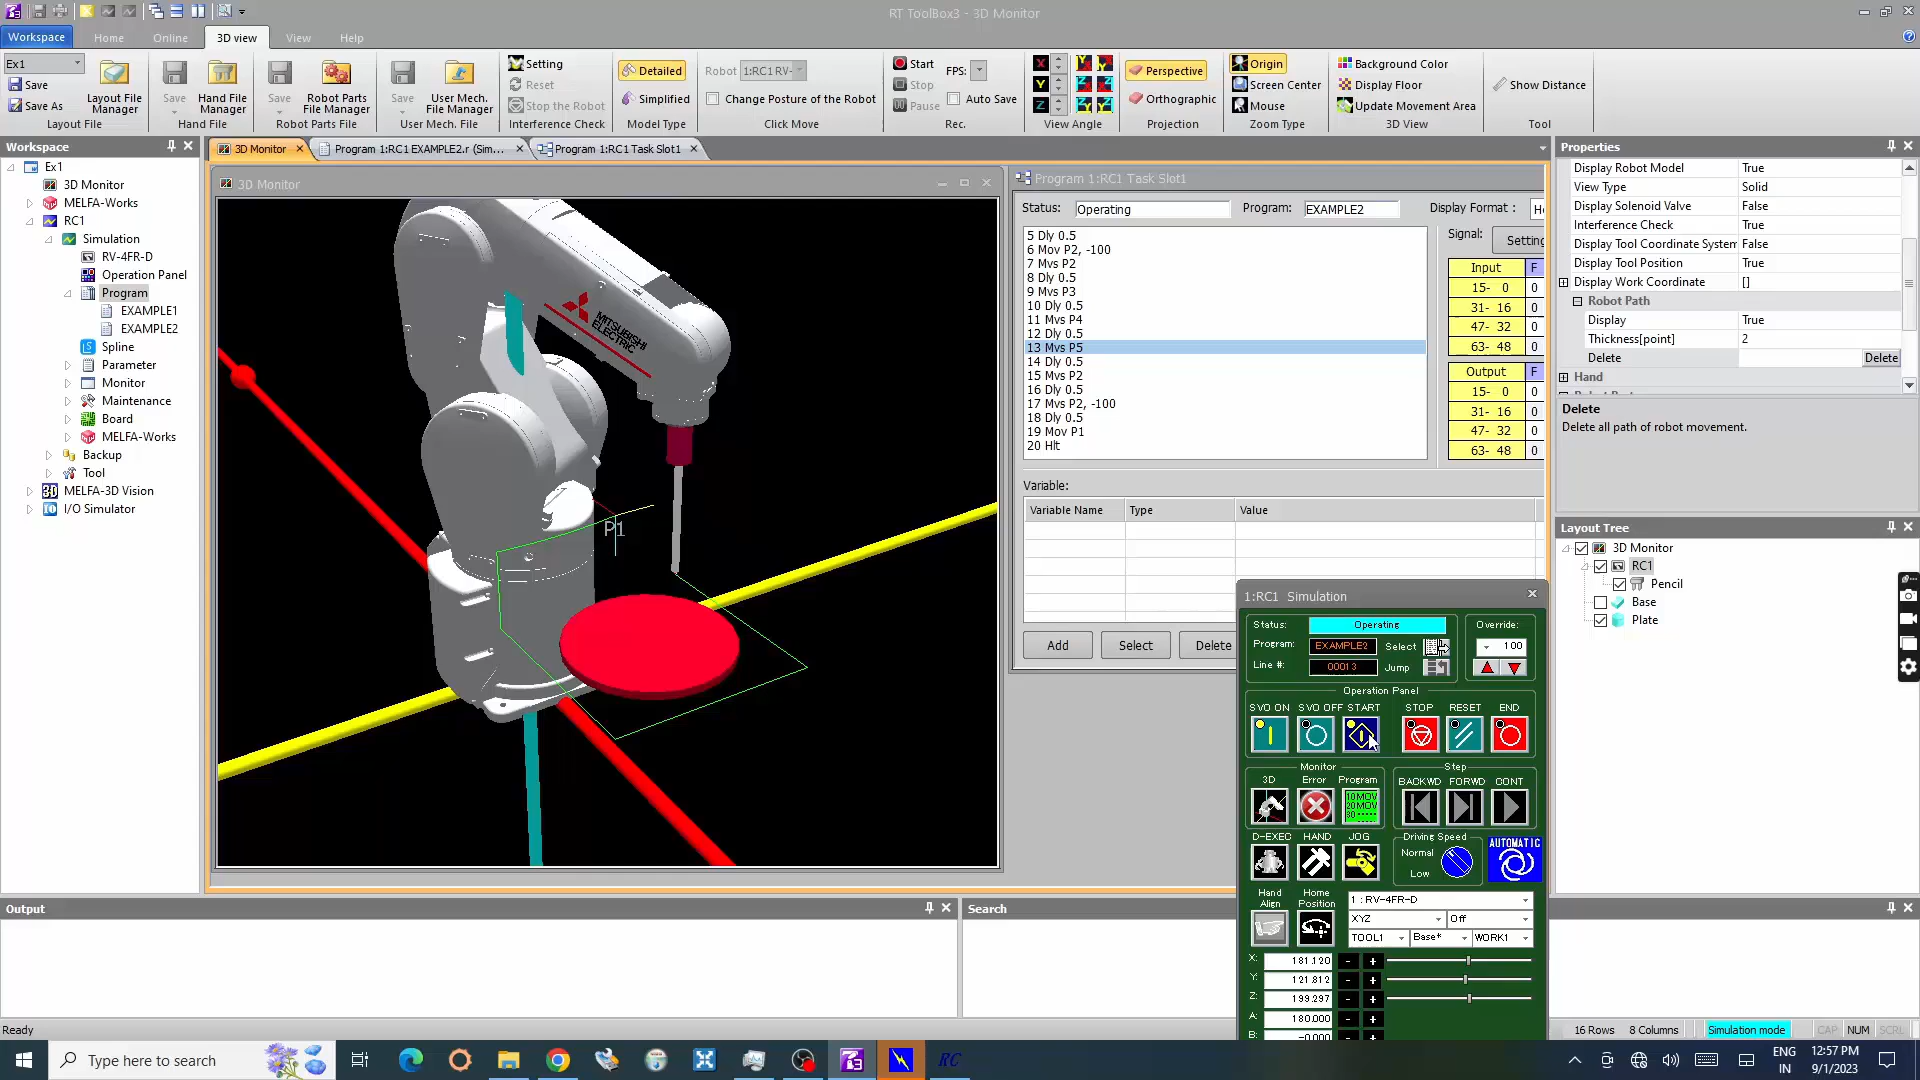 RT ToolBox3 - 3D Monitor
Workspace
Home
Online
3D view
View
Help
Ex1
Save
Save As
Layout File Manager
Layout File
Save
Hand File Manager
Hand File
Save
Robot Parts File Manager
Robot Parts File
Save
User Mech. File Manager
User Mech. File
Setting
Reset
Stop the Robot
Interference Check
Detailed
Simplified
Model Type
Robot 1:RC1 RV-
Change Posture of the Robot
Click Move
Start
FPS:
Stop
Pause
Auto Save
Rec.
X
Y
Z
View Angle
Perspective
Orthographic
Projection
Origin
Screen Center
Mouse
Zoom Type
Background Color
Display Floor
Update Movement Area
3D View
Show Distance
Tool
Workspace
Ex1
3D Monitor
MELFA-Works
RC1
Simulation
RV-4FR-D
Operation Panel
Program
EXAMPLE1
EXAMPLE2
Spline
Parameter
Monitor
Maintenance
Board
MELFA-Works
Backup
Tool
MELFA-3D Vision
I/O Simulator
3D Monitor
Program 1:RC1 EXAMPLE2.r (Sim...
Program 1:RC1 Task Slot1
3D Monitor
MITSUBISHI
ELECTRIC
P1
Program 1:RC1 Task Slot1
Status: Operating
Program: EXAMPLE2
Display Format :
5 Dly 0.5
6 Mov P2, -100
7 Mvs P2
8 Dly 0.5
9 Mvs P3
10 Dly 0.5
11 Mvs P4
12 Dly 0.5
13 Mvs P5
14 Dly 0.5
15 Mvs P2
16 Dly 0.5
17 Mvs P2, -100
18 Dly 0.5
19 Mov P1
20 Hlt
Signal:
Input F
15- 0 0
31- 16 0
47- 32 0
63- 48 0
Output F
15- 0 0
31- 16 0
47- 32 0
63- 48 0
Variable:
Variable Name Type Value
Add
Select
Delete
1:RC1 Simulation
Status: Operating
Override:
Program: EXAMPLE2 Select
100
Line #: 00013 Jump
Operation Panel
SVO ON SVO OFF START STOP RESET END
Monitor
3D Error Program
Step
BACKWD FORWD CONT
D-EXEC HAND JOG
Driving Speed
Normal
Low
AUTOMATIC
Hand Align
Home Position
1 : RV-4FR-D
XYZ Off
TOOL1 Base* WORK1
X: 181.120 - +
Y: 121.812 - +
Z: 199.297 - +
A: 180.000 - +
B: -0.000 - +
Properties
Display Robot Model True
View Type Solid
Display Solenoid Valve False
Interference Check True
Display Tool Coordinate System False
Display Tool Position True
Display Work Coordinate []
Robot Path
Display True
Thickness[point] 2
Delete Delete
Hand
Delete
Delete all path of robot movement.
Layout Tree
3D Monitor
RC1
Pencil
Base
Plate
Output
Search
Ready
16 Rows 8 Columns
Simulation mode
CAP NUM SCRL
Type here to search
RC
ENG
IN
12:57 PM
9/1/2023